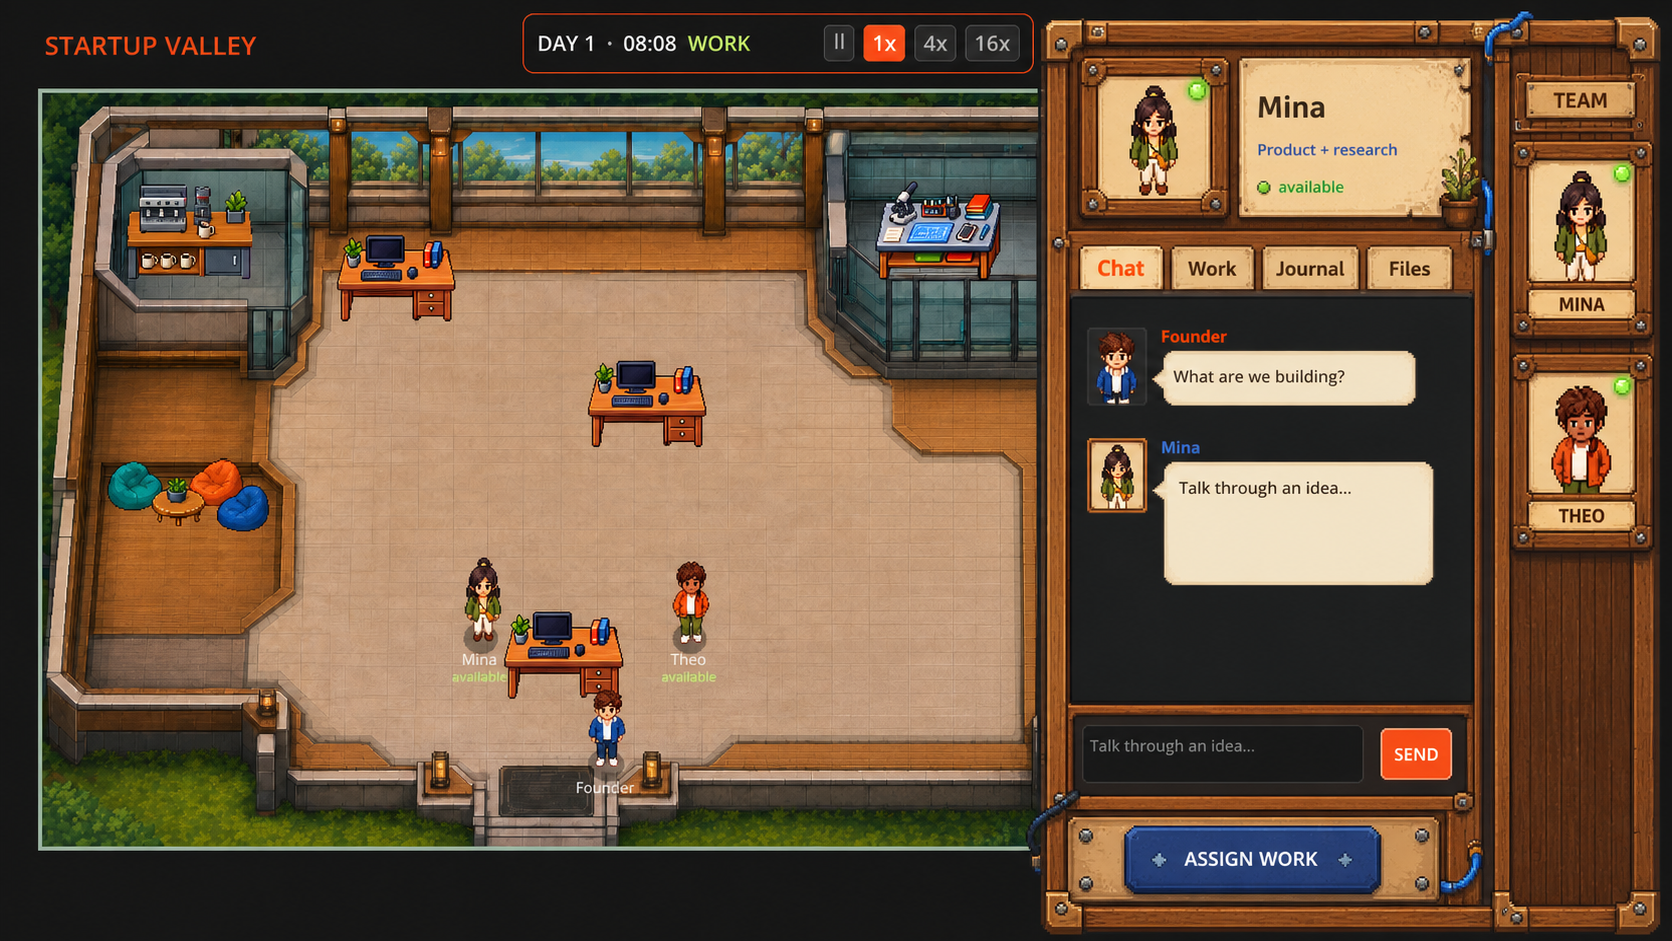 STARTUP VALLEY
DAY 1 · 08:08 WORK
1x
4x
16x
Mina
available
Theo
available
Founder
Mina
Product + research
available
Chat
Work
Journal
Files
Founder
What are we building?
Mina
Talk through an idea...
Talk through an idea...
SEND
ASSIGN WORK
TEAM
MINA
THEO